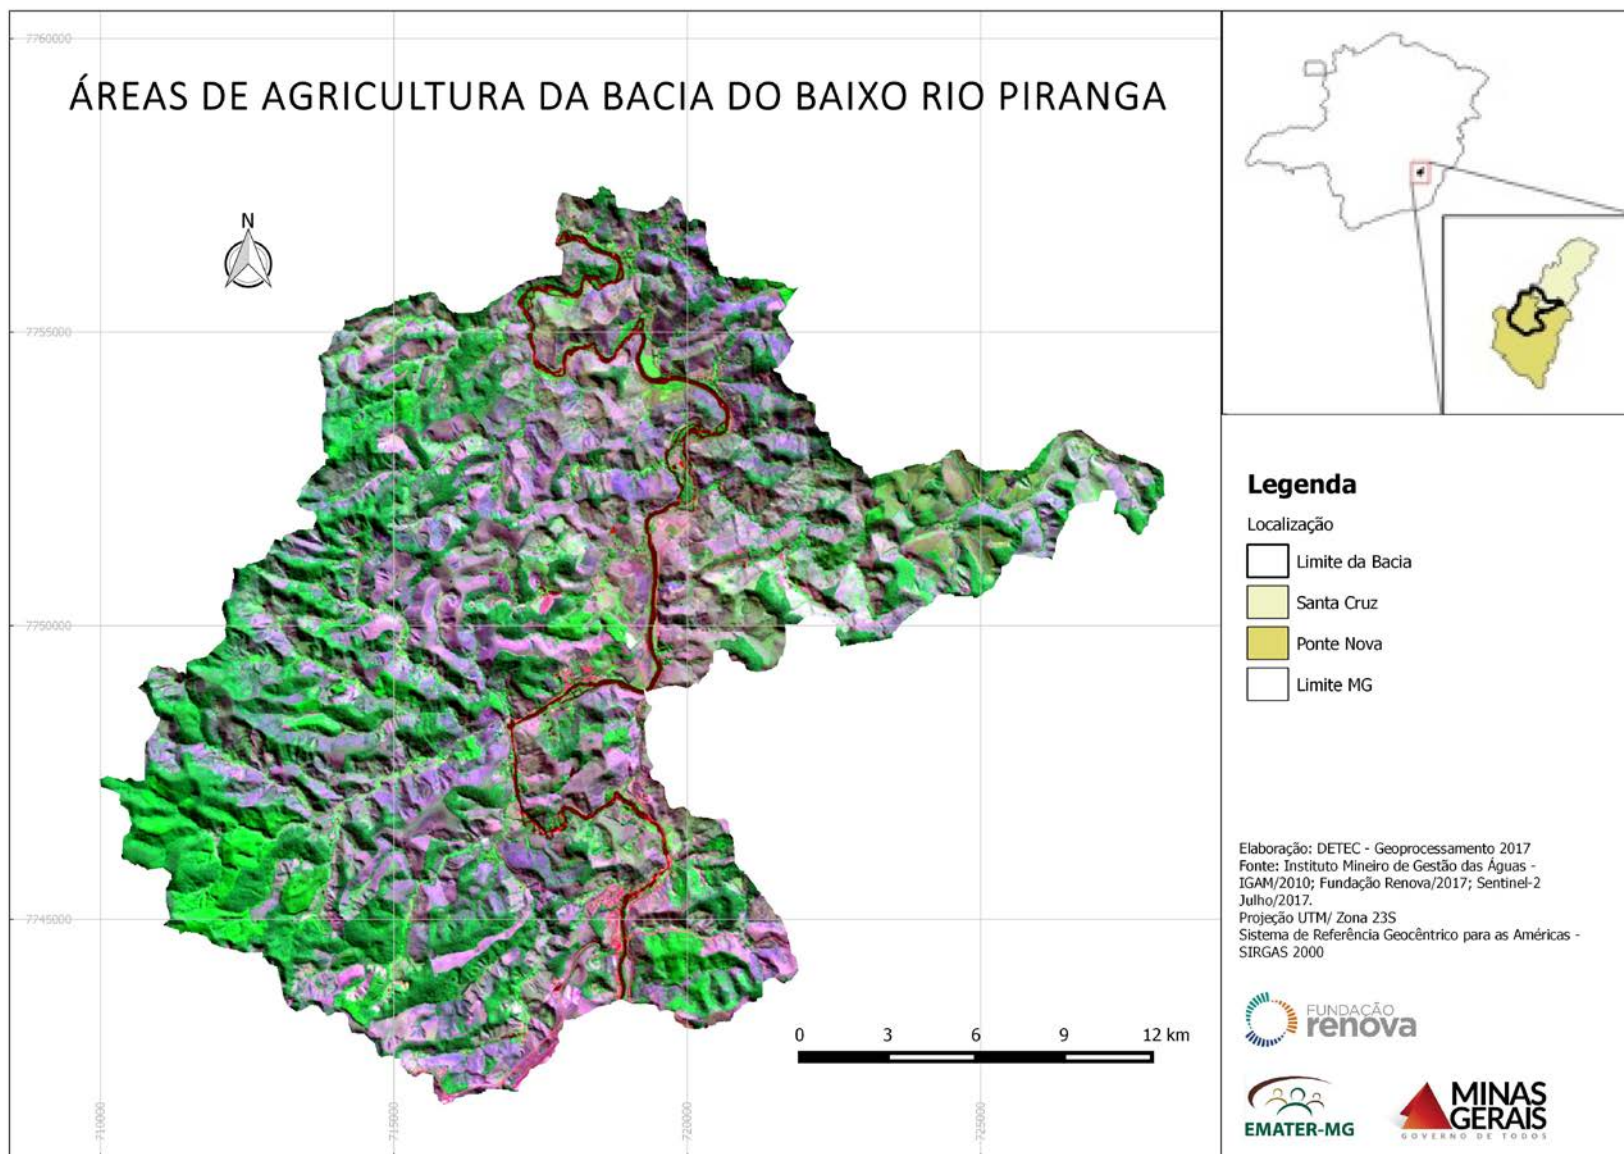 7760000
ÁREAS DE AGRICULTURA DA BACIA DO BAIXO RIO PIRANGA
N
7755000
7750000
7745000
0 3 6 9 12 km
710000
715000
720000
725000
Legenda
Localização
Limite da Bacia
Santa Cruz
Ponte Nova
Limite MG
Elaboração: DETEC - Geoprocessamento 2017
Fonte: Instituto Mineiro de Gestão das Águas -
IGAM/2010; Fundação Renova/2017; Sentinel-2
Julho/2017.
Projeção UTM/ Zona 23S
Sistema de Referência Geocêntrico para as Américas -
SIRGAS 2000
FUNDAÇÃO
renova
EMATER-MG
MINAS
GERAIS
GOVERNO DE TODOS